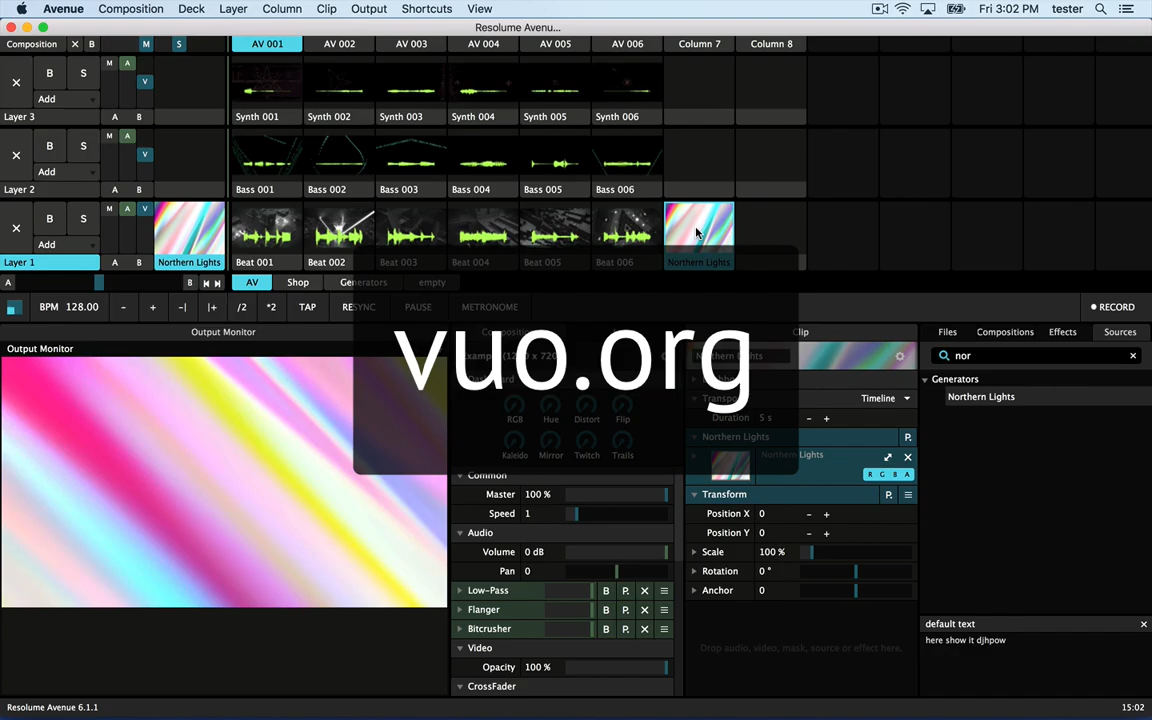 Avenue Composition Deck Layer Column Clip Output Shortcuts View Fri 3:02 PM tester
Resolume Avenu...
Composition X B M S AV 001 AV 002 AV 003 AV 004 AV 005 AV 006 Column 7 Column 8
B S M A V
Add
Layer 3 A B Synth 001 Synth 002 Synth 003 Synth 004 Synth 005 Synth 006
B S M A V
Add
Layer 2 A B Bass 001 Bass 002 Bass 003 Bass 004 Bass 005 Bass 006
B S M A V
Add
Layer 1 A B Northern Lights Beat 001 Beat 002 Beat 003 Beat 004 Beat 005 Beat 006 Northern Lights
A B AV Shop Generators empty
BPM 128.00 - + -| |+ /2 *2 TAP RESYNC PAUSE METRONOME RECORD
Output Monitor Clip Files Compositions Effects Sources
Output Monitor
vuo.org
Northern Lights
nor
Generators
Northern Lights
Timeline
RGB Hue Distort Flip
Duration 5 s - +
Northern Lights P.
Northern Lights
Kaleido Mirror Twitch Trails
R G B A
Common
Master 100 %
Speed 1
Audio
Volume 0 dB
Pan 0
Low-Pass B P.
Flanger B P.
Bitcrusher B P.
Video
Opacity 100 %
CrossFader
Transform P.
Position X 0 - +
Position Y 0 - +
Scale 100 %
Rotation 0 °
Anchor 0
Drop audio, video, mask, source or effect here.
default text
here show it djhpow
Resolume Avenue 6.1.1 15:02